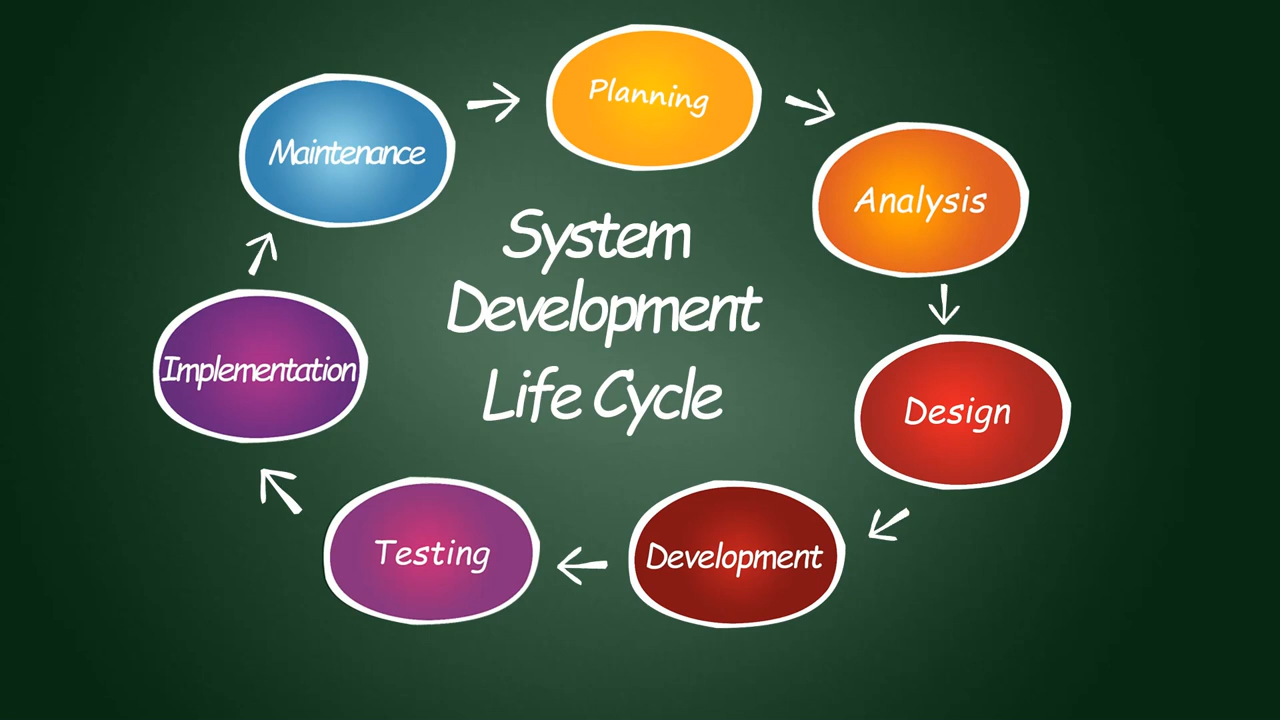 System
Development
Life Cycle
Planning
Analysis
Design
Development
Testing
Implementation
Maintenance